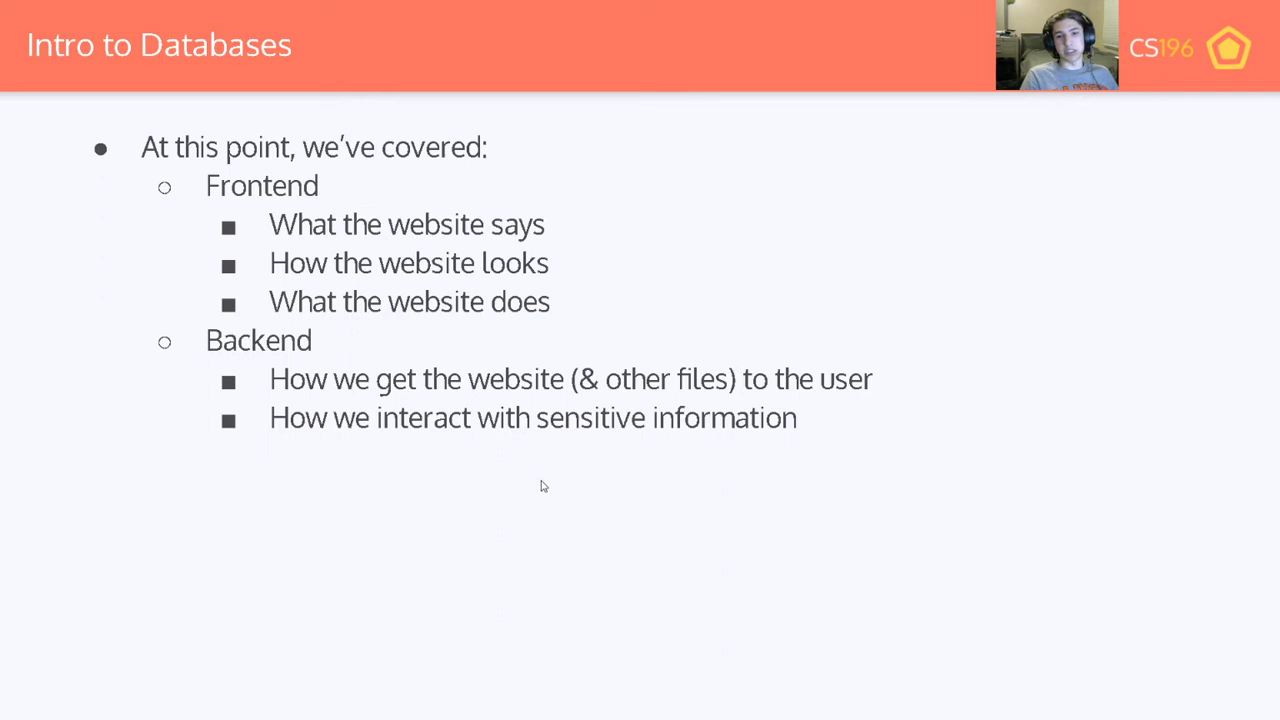 Intro to Databases
CS196
● At this point, we've covered:
○ Frontend
■ What the website says
■ How the website looks
■ What the website does
○ Backend
■ How we get the website (& other files) to the user
■ How we interact with sensitive information